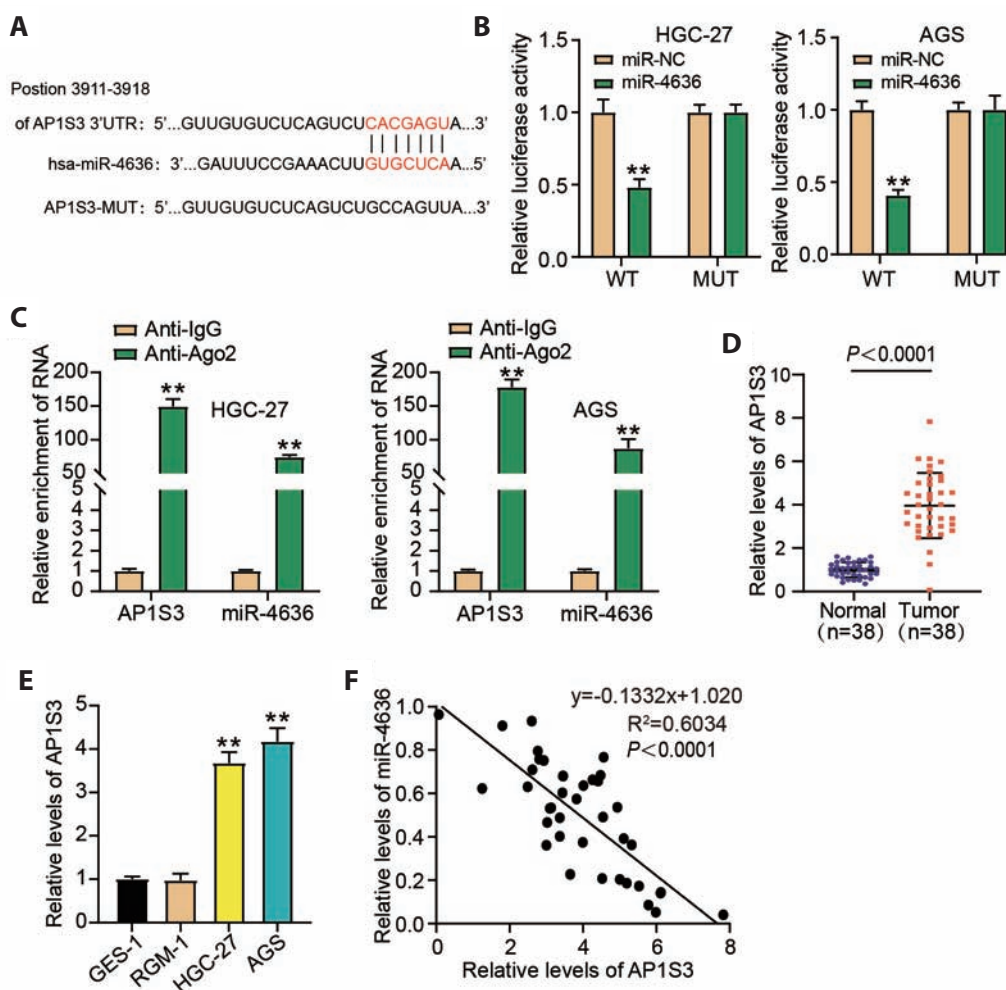 A
Postion 3911-3918
of AP1S3 3'UTR: 5'...GUUGUGUCUCAGUCUCACGAGUA...3'
hsa-miR-4636: 3'...GAUUUCCGAAACUUGUGCUCAA...5'
AP1S3-MUT: 5'...GUUGUGUCUCAGUCUGCCAGUUA...3'
B
HGC-27
miR-NC
miR-4636
Relative luciferase activity
1.5
1.0
0.5
0.0
**
WT
MUT
AGS
miR-NC
miR-4636
Relative luciferase activity
1.5
1.0
0.5
0.0
**
WT
MUT
C
Anti-IgG
Anti-Ago2
Relative enrichment of RNA
200
150
100
50
5
4
3
2
1
0
**
HGC-27
**
AP1S3
miR-4636
Anti-IgG
Anti-Ago2
Relative enrichment of RNA
200
150
100
50
5
4
3
2
1
0
**
AGS
**
AP1S3
miR-4636
D
P<0.0001
Relative levels of AP1S3
10
8
6
4
2
0
Normal
(n=38)
Tumor
(n=38)
E
Relative levels of AP1S3
5
4
3
2
1
0
**
**
GES-1
RGM-1
HGC-27
AGS
F
y=-0.1332x+1.020
R²=0.6034
P<0.0001
Relative levels of miR-4636
1.0
0.8
0.6
0.4
0.2
0.0
0
2
4
6
8
Relative levels of AP1S3